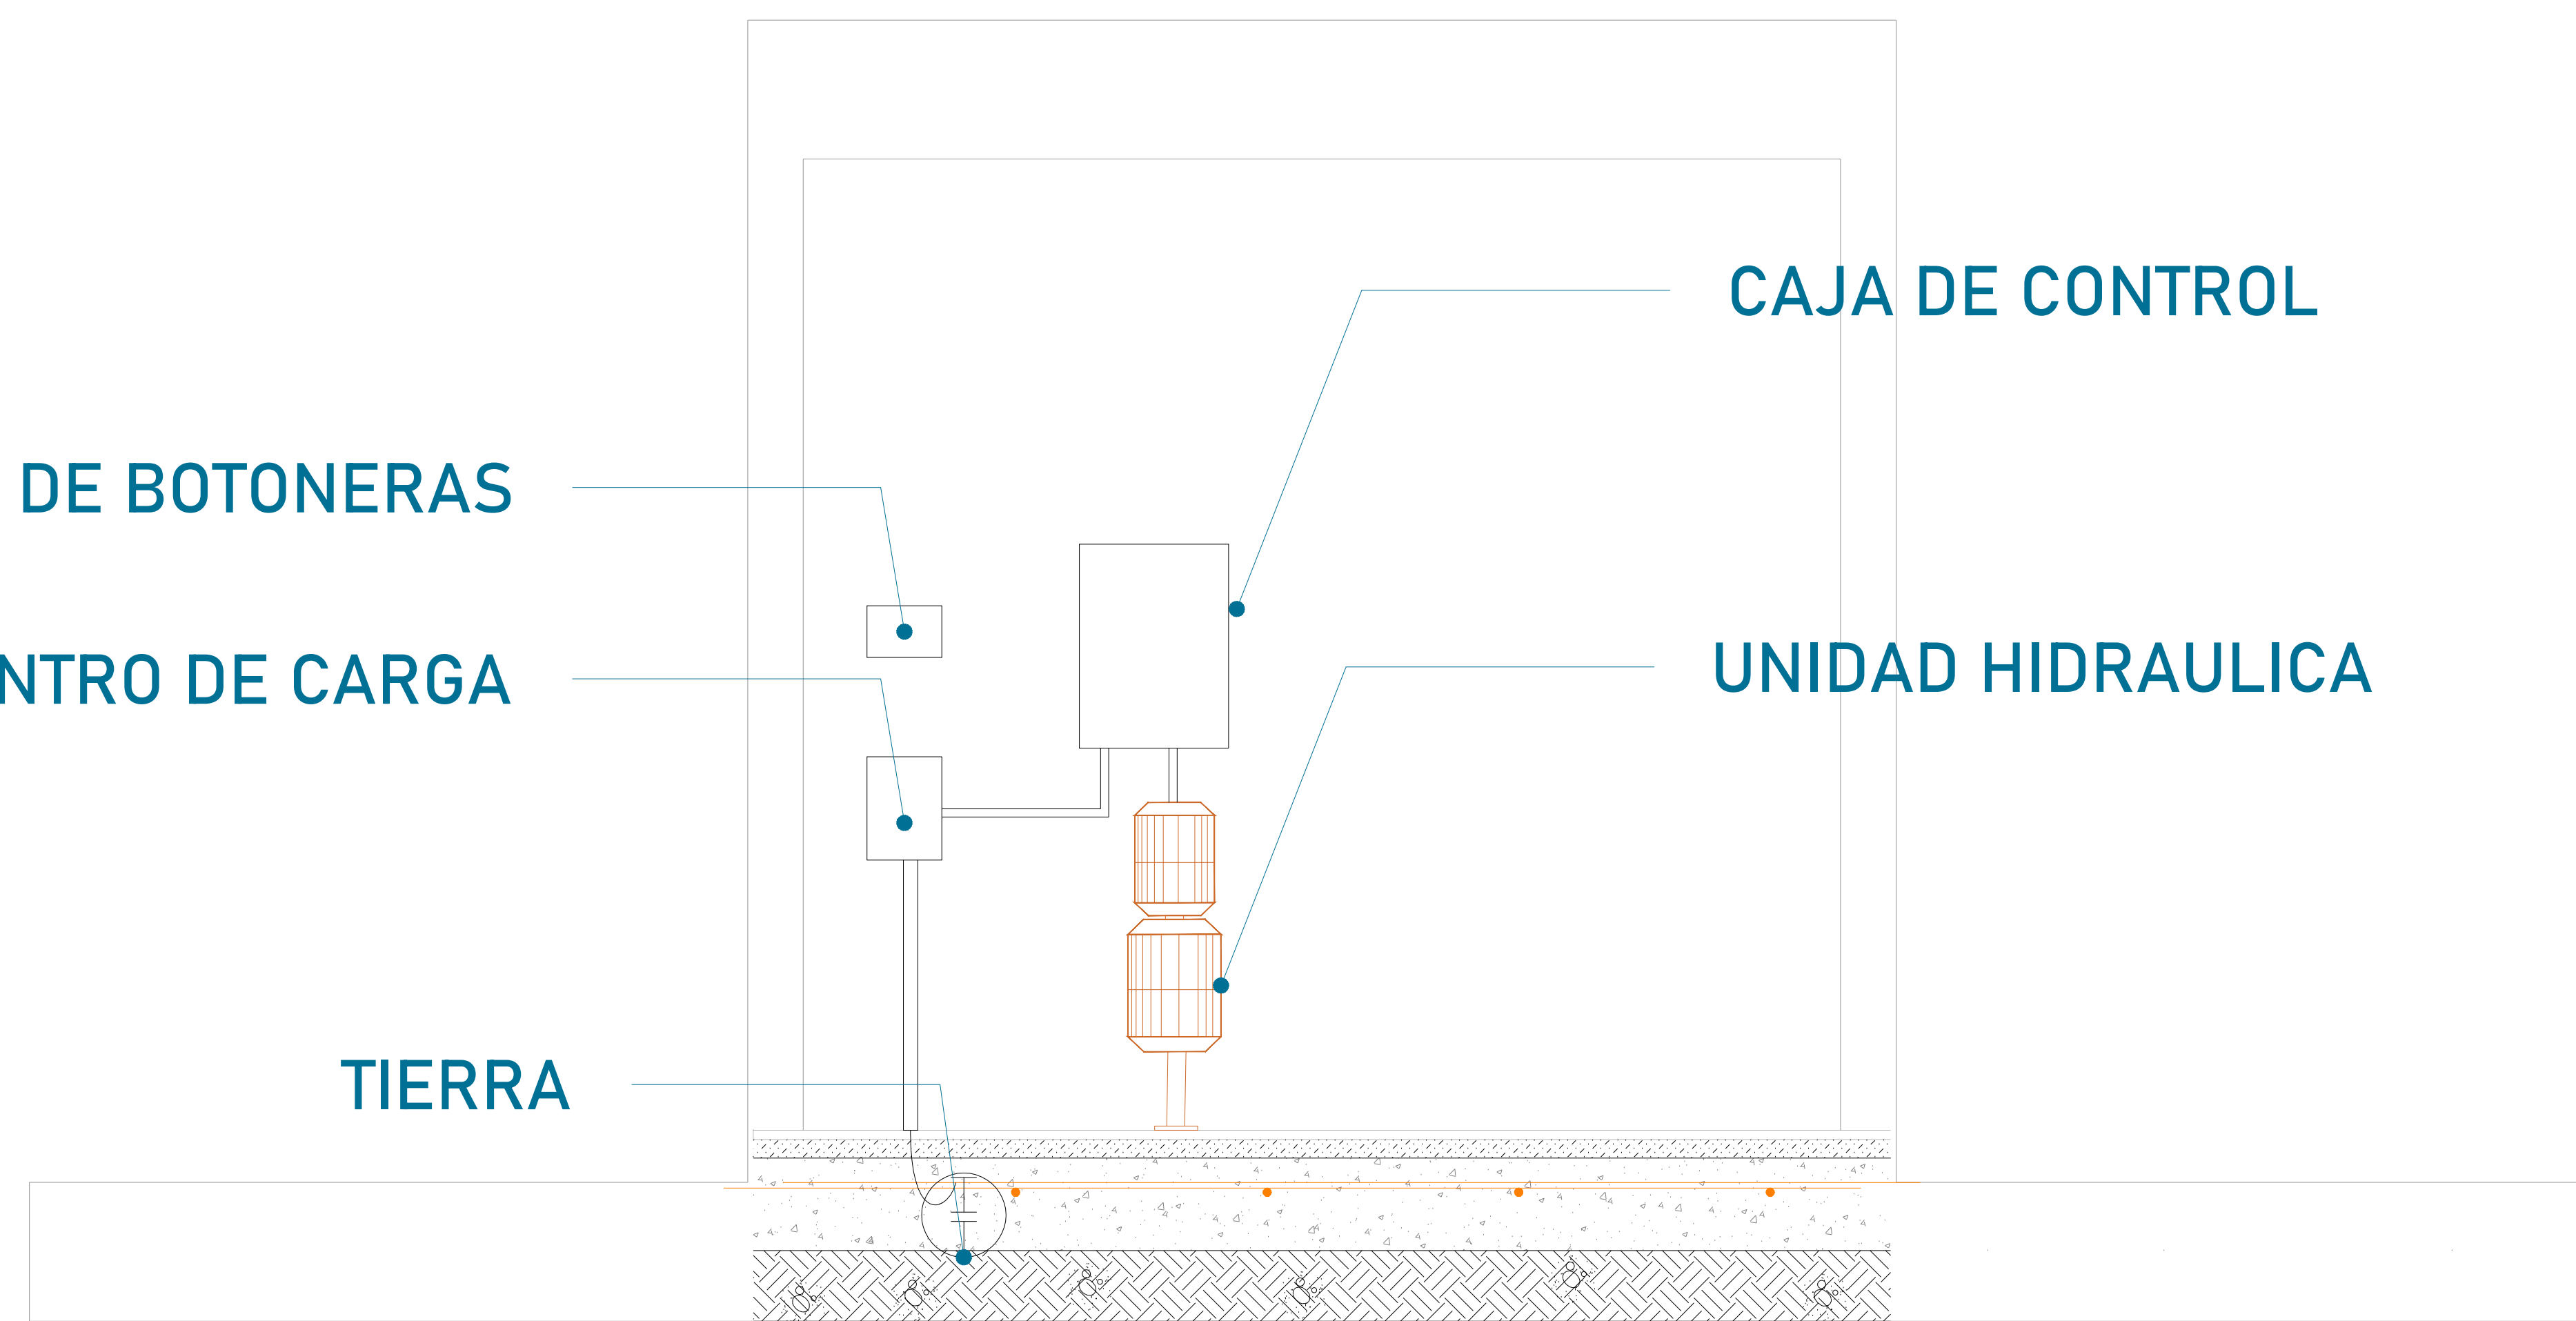 CAJA DE CONTROL
DE BOTONERAS
UNIDAD HIDRAULICA
NTRO DE CARGA
TIERRA